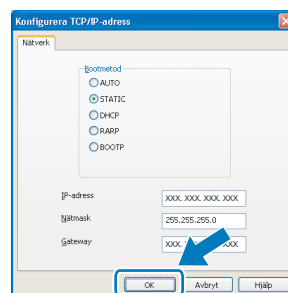 Konfigurera TCP/IP-adress
Nätverk
Bootmetod
AUTO
STATIC
DHCP
RARP
BOOTP
IP-adress XXX. XXX. XXX. XXX
Nätmask 255.255.255.0
Gateway XXX. XXX
OK Avbryt Hjälp